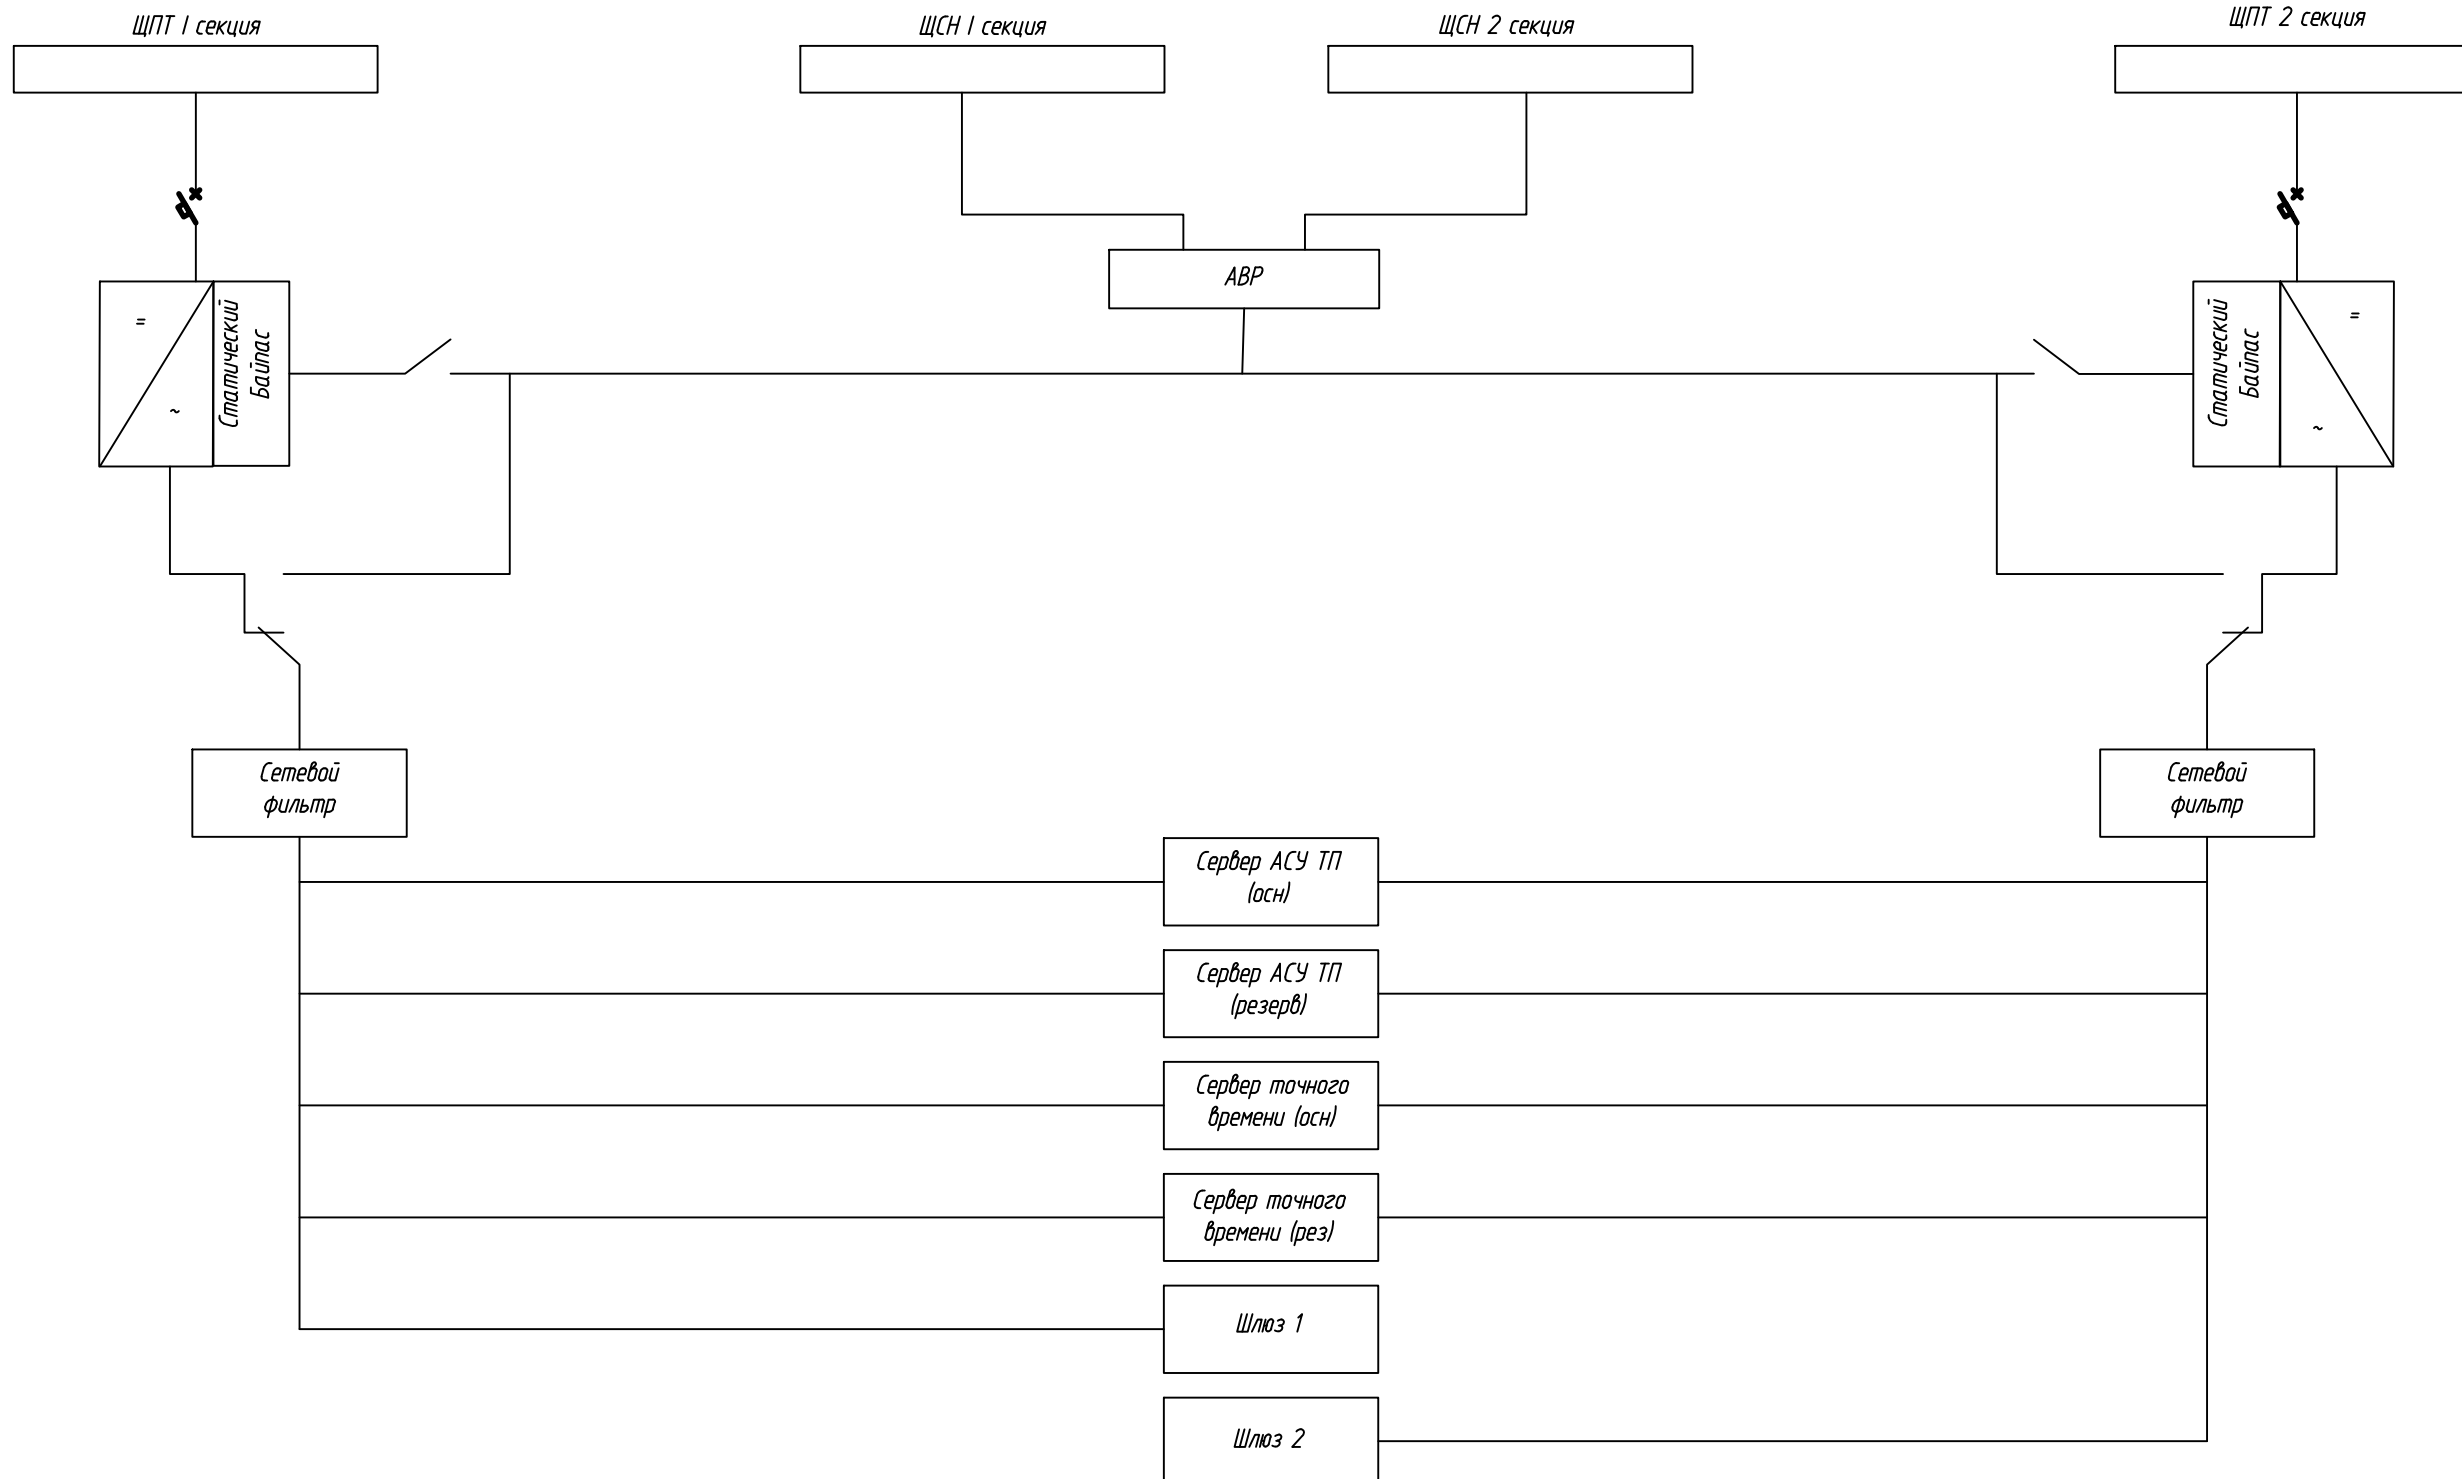 ЩПТ 1 секция
ЩСН 1 секция
ЩСН 2 секция
ЩПТ 2 секция
АВР
=
~
Статический
Байпас
Статический
Байпас
=
~
Сетевой
фильтр
Сетевой
фильтр
Сервер АСУ ТП
(осн)
Сервер АСУ ТП
(резерв)
Сервер точного
времени (осн)
Сервер точного
времени (рез)
Шлюз 1
Шлюз 2